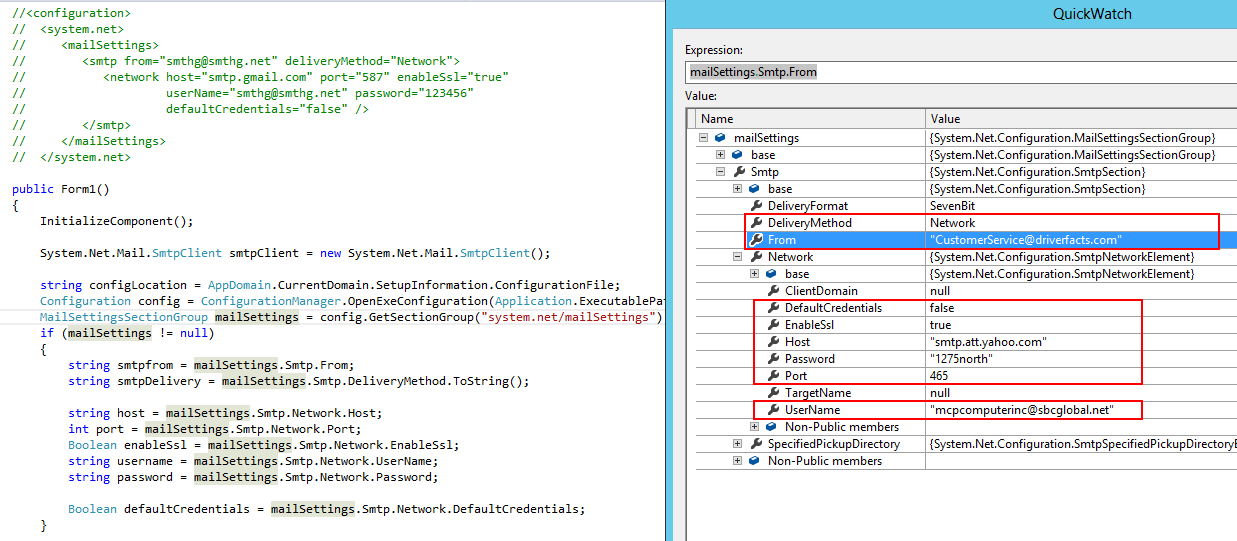 //<configuration>
//  <system.net>
//     <mailSettings>
//        <smtp from="smthg@smthg.net" deliveryMethod="Network">
//           <network host="smtp.gmail.com" port="587" enableSsl="true"
//                    userName="smthg@smthg.net" password="123456"
//                    defaultCredentials="false" />
//        </smtp>
//     </mailSettings>
//  </system.net>
public Form1()
{
    InitializeComponent();
    System.Net.Mail.SmtpClient smtpClient = new System.Net.Mail.SmtpClient();
    string configLocation = AppDomain.CurrentDomain.SetupInformation.ConfigurationFile;
    Configuration config = ConfigurationManager.OpenExeConfiguration(Application.ExecutablePa
    MailSettingsSectionGroup mailSettings = config.GetSectionGroup("system.net/mailSettings")
    if (mailSettings != null)
    {
        string smtpfrom = mailSettings.Smtp.From;
        string smtpDelivery = mailSettings.Smtp.DeliveryMethod.ToString();
        string host = mailSettings.Smtp.Network.Host;
        int port = mailSettings.Smtp.Network.Port;
        Boolean enableSsl = mailSettings.Smtp.Network.EnableSsl;
        string username = mailSettings.Smtp.Network.UserName;
        string password = mailSettings.Smtp.Network.Password;
        Boolean defaultCredentials = mailSettings.Smtp.Network.DefaultCredentials;
    }
QuickWatch
Expression:
mailSettings.Smtp.From
Value:
Name Value
mailSettings {System.Net.Configuration.MailSettingsSectionGroup}
base {System.Net.Configuration.MailSettingsSectionGroup}
Smtp {System.Net.Configuration.SmtpSection}
base {System.Net.Configuration.SmtpSection}
DeliveryFormat SevenBit
DeliveryMethod Network
From "CustomerService@driverfacts.com"
Network {System.Net.Configuration.SmtpNetworkElement}
base {System.Net.Configuration.SmtpNetworkElement}
ClientDomain null
DefaultCredentials false
EnableSsl true
Host "smtp.att.yahoo.com"
Password "1275north"
Port 465
TargetName null
UserName "mcpcomputerinc@sbcglobal.net"
Non-Public members
SpecifiedPickupDirectory {System.Net.Configuration.SmtpSpecifiedPickupDirectoryE
Non-Public members